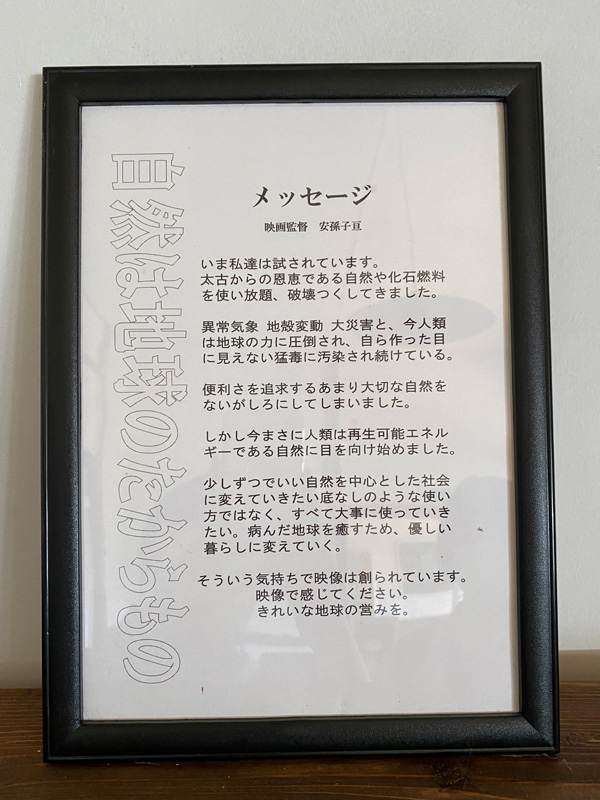 自然は地球のたからもの
メッセージ
映画監督　安孫子亘
いま私達は試されています。
太古からの恩恵である自然や化石燃料
を使い放題、破壊つくしてきました。
異常気象 地殻変動 大災害と、今人類
は地球の力に圧倒され、自ら作った目
に見えない猛毒に汚染され続けている。
便利さを追求するあまり大切な自然を
ないがしろにしてしまいました。
しかし今まさに人類は再生可能エネル
ギーである自然に目を向け始めました。
少しずつでいい自然を中心とした社会
に変えていきたい底なしのような使い
方ではなく、すべて大事に使っていき
たい。病んだ地球を癒すため、優しい
暮らしに変えていく。
そういう気持ちで映像は創られています。
映像で感じてください。
きれいな地球の営みを。